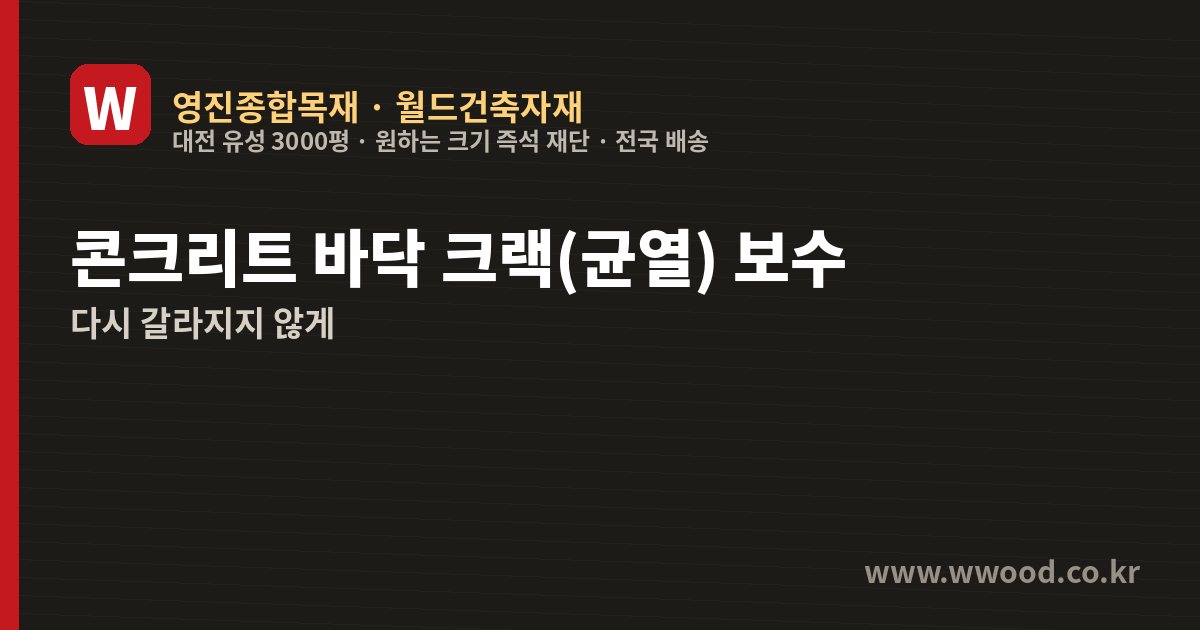 W
영진종합목재 · 월드건축자재
대전 유성 3000평 · 원하는 크기 즉석 재단 · 전국 배송
콘크리트 바닥 크랙(균열) 보수
다시 갈라지지 않게
www.wwood.co.kr